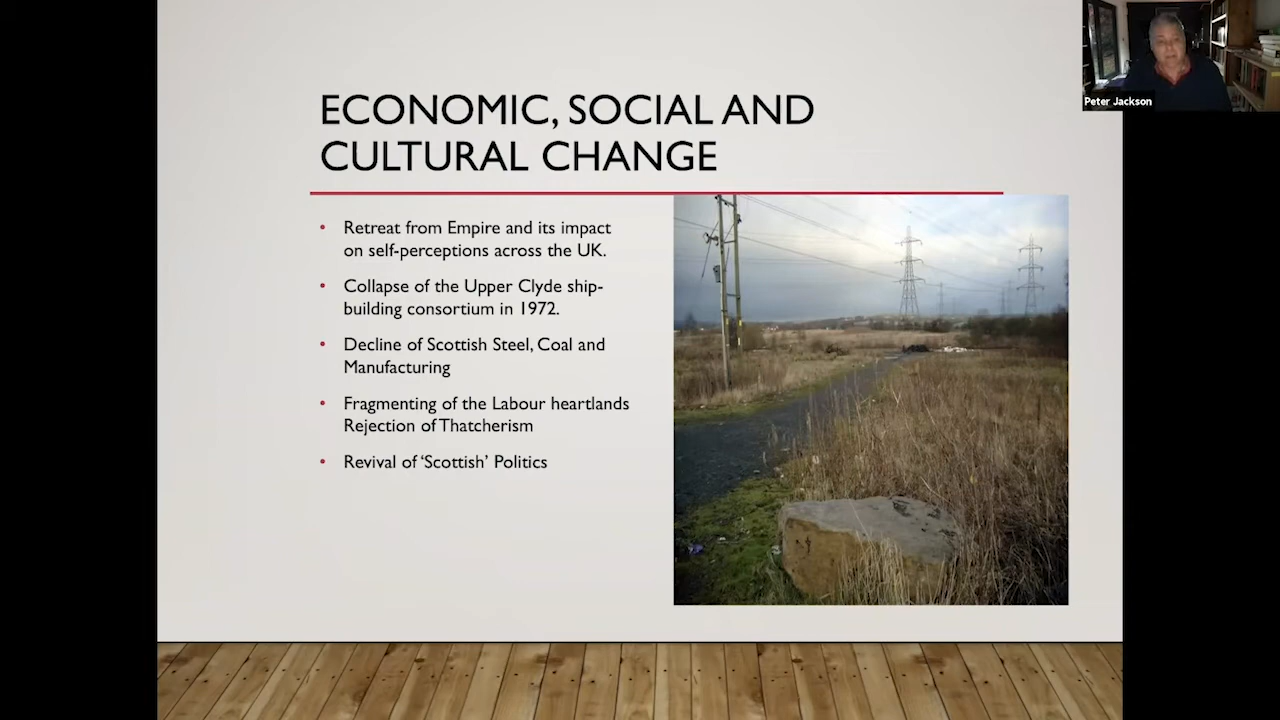 Peter Jackson
ECONOMIC, SOCIAL AND
CULTURAL CHANGE
• Retreat from Empire and its impact
on self-perceptions across the UK.
• Collapse of the Upper Clyde ship-
building consortium in 1972.
• Decline of Scottish Steel, Coal and
Manufacturing
• Fragmenting of the Labour heartlands
Rejection of Thatcherism
• Revival of ‘Scottish’ Politics